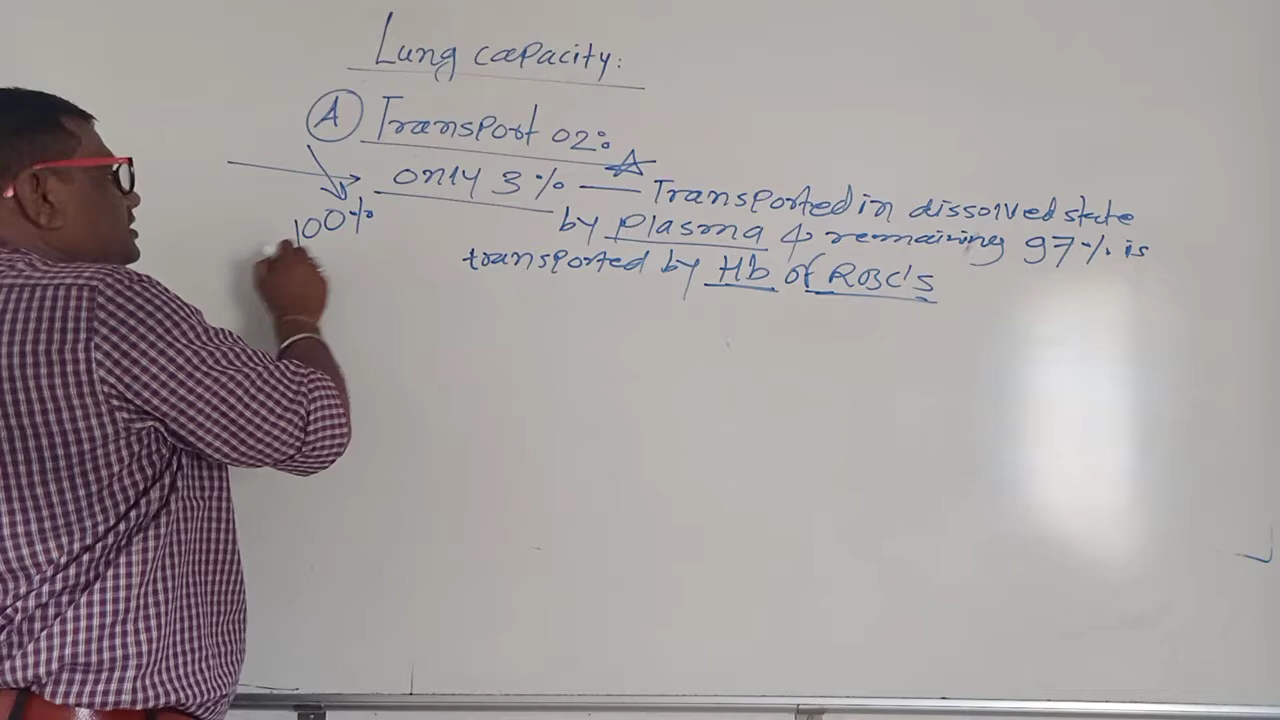 Lung capacity:
A Transport O2:
only 3% — Transported in dissolved state
by Plasma & remaining 97% is
100%
transported by Hb of RBC's